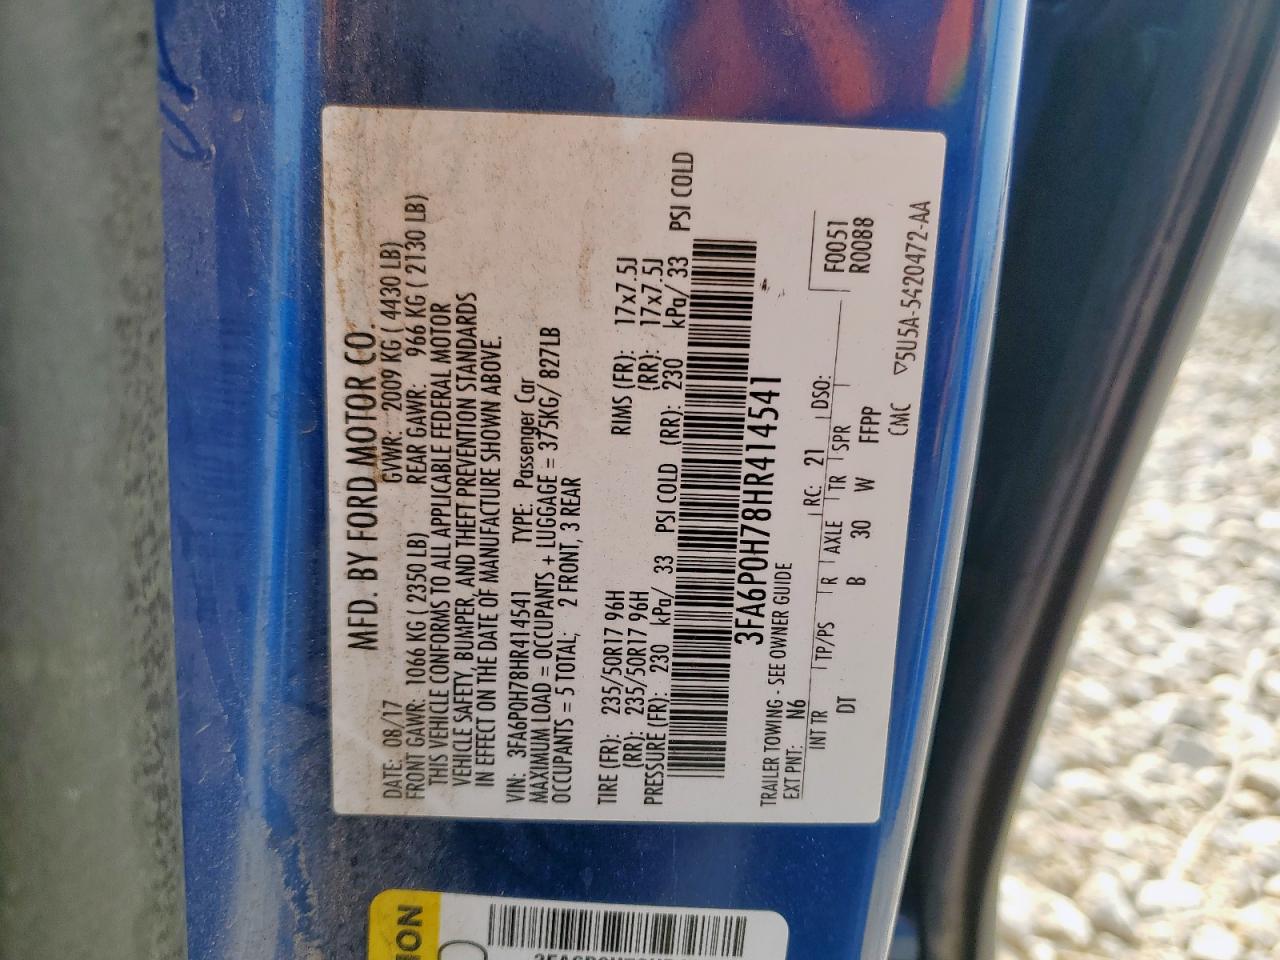 MFD. BY FORD MOTOR CO.
DATE: 08/17 GVWR: 2009 KG ( 4430 LB)
FRONT GAWR: 1066 KG ( 2350 LB) REAR GAWR: 966 KG ( 2130 LB)
THIS VEHICLE CONFORMS TO ALL APPLICABLE FEDERAL MOTOR
VEHICLE SAFETY, BUMPER, AND THEFT PREVENTION STANDARDS
IN EFFECT ON THE DATE OF MANUFACTURE SHOWN ABOVE.
VIN: 3FA6P0H78HR414541 TYPE: Passenger Car
MAXIMUM LOAD = OCCUPANTS + LUGGAGE = 375KG/ 827LB
OCCUPANTS = 5 TOTAL; 2 FRONT, 3 REAR
TIRE (FR): 235/50R17 96H RIMS (FR): 17x7.5J
(RR): 235/50R17 96H (RR): 17x7.5J
PRESSURE (FR): 230 kPa/ 33 PSI COLD (RR): 230 kPa/ 33 PSI COLD
3FA6P0H78HR414541
TRAILER TOWING - SEE OWNER GUIDE
EXT PNT: N6 RC: 21 DSO: F0051
R0088
INT TR TP/PS R AXLE TR SPR
DT B 30 W FFPP
CMC ▽5U5A-5420472-AA
ION